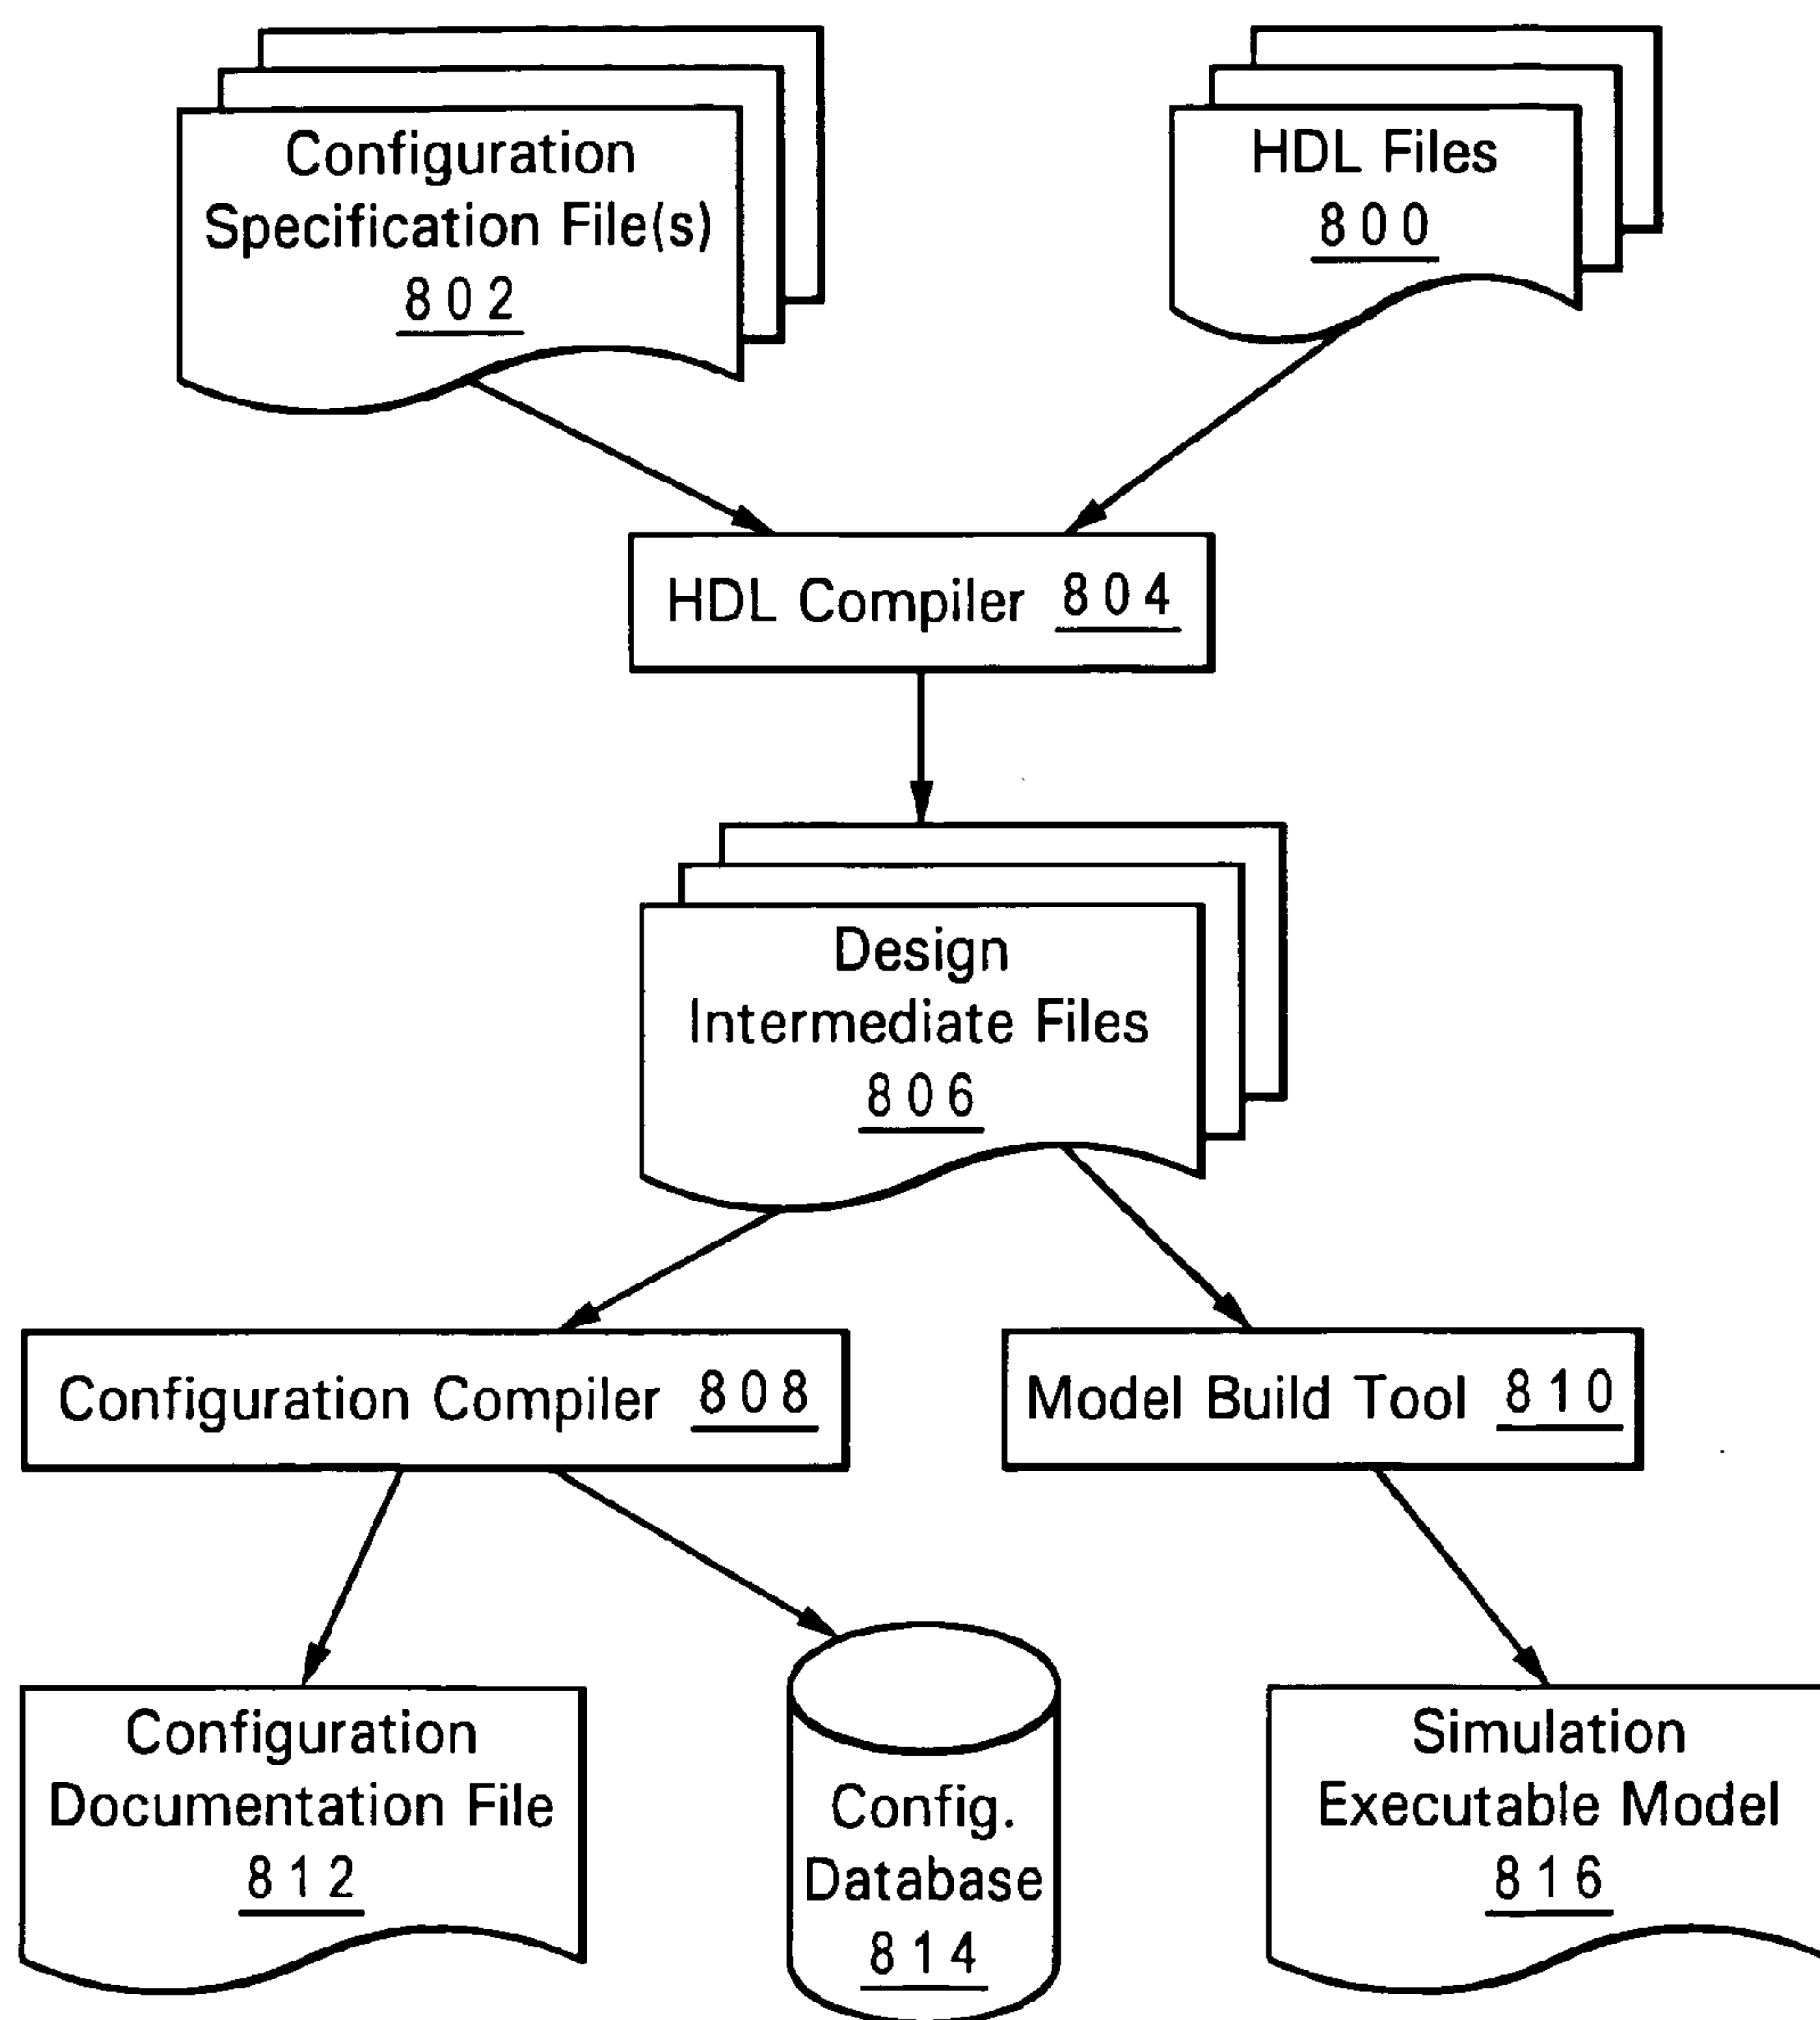 Configuration
Specification File(s)
802
HDL Files
800
HDL Compiler 804
Design
Intermediate Files
806
Configuration Compiler 808
Model Build Tool 810
Configuration
Documentation File
812
Config.
Database
814
Simulation
Executable Model
816